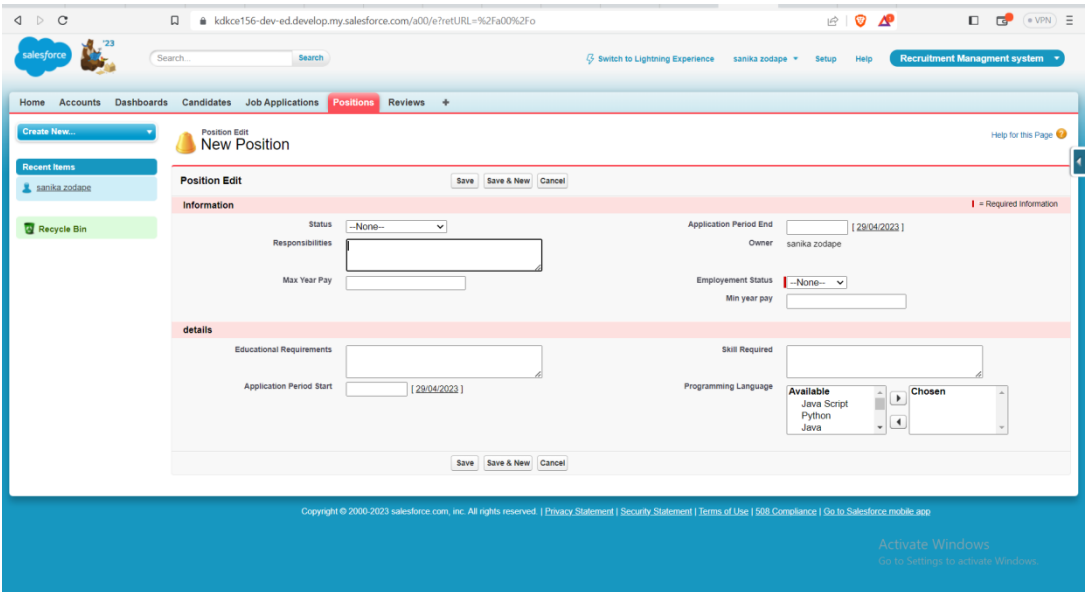 kdkce156-dev-ed.develop.my.salesforce.com/a00/e?retURL=%2Fa00%2Fo
VPN
salesforce
'23
Search...
Search
Switch to Lightning Experience
sanika zodape
Setup
Help
Recruitment Managment system
Home Accounts Dashboards Candidates Job Applications Positions Reviews +
Create New...
Recent Items
sanika zodape
Recycle Bin
Position Edit
New Position
Help for this Page
Position Edit
Save Save & New Cancel
Information
= Required Information
Status --None--
Application Period End [ 29/04/2023 ]
Responsibilities
Owner sanika zodape
Max Year Pay
Employement Status --None--
Min year pay
details
Educational Requirements
Skill Required
Application Period Start [ 29/04/2023 ]
Programming Language
Available
Java Script
Python
Java
Chosen
Save Save & New Cancel
Copyright © 2000-2023 salesforce.com, inc. All rights reserved. | Privacy Statement | Security Statement | Terms of Use | 508 Compliance | Go to Salesforce mobile app
Activate Windows
Go to Settings to activate Windows.